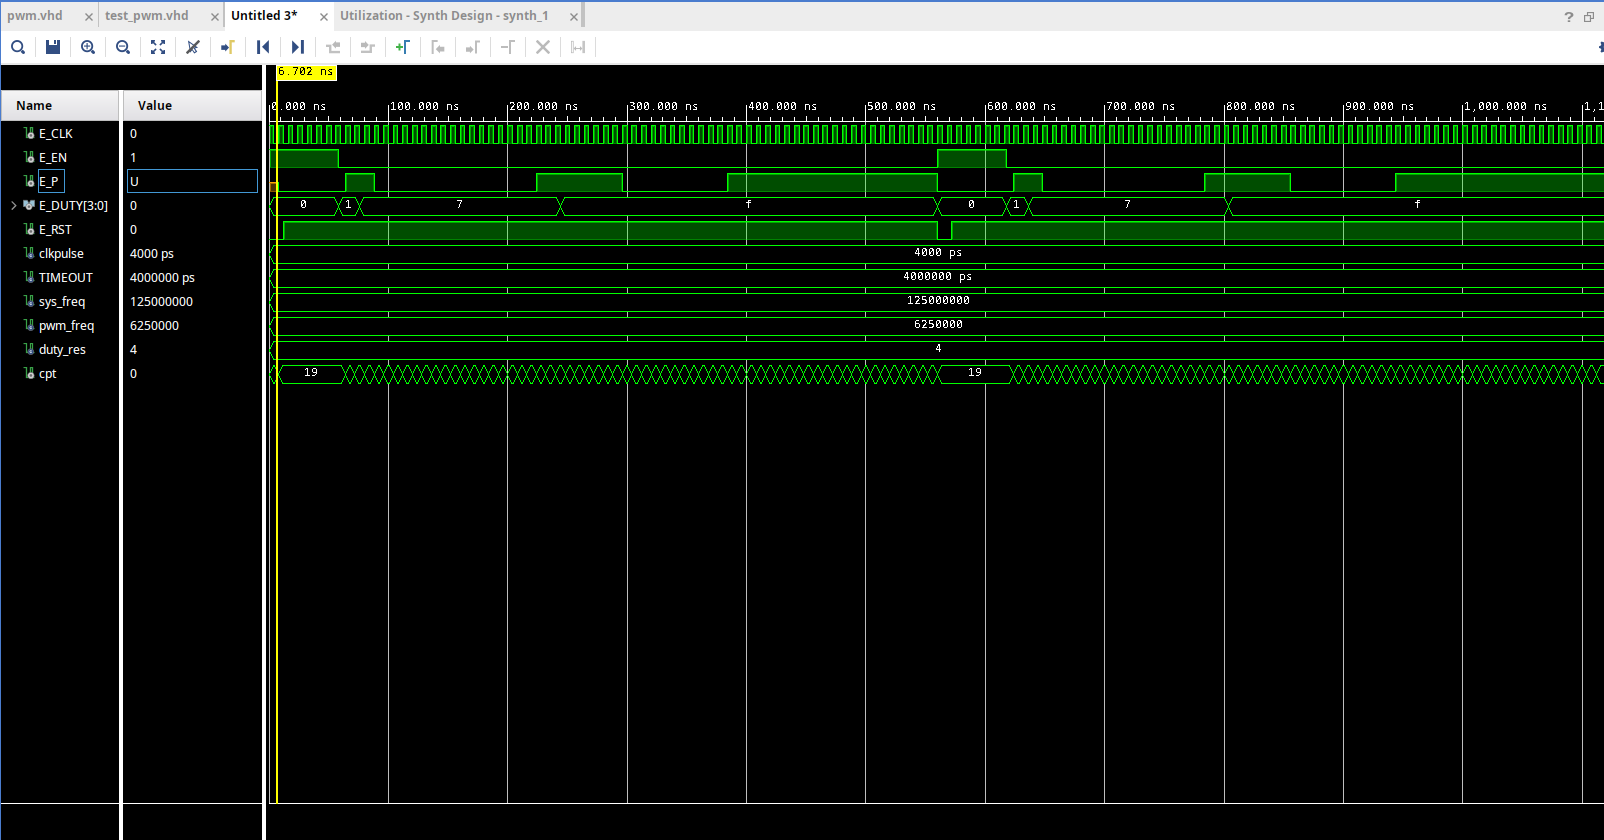 pwm.vhd × test_pwm.vhd × Untitled 3* × Utilization - Synth Design - synth_1 × ?
6.702 ns
Name Value
0.000 ns 100.000 ns 200.000 ns 300.000 ns 400.000 ns 500.000 ns 600.000 ns 700.000 ns 800.000 ns 900.000 ns 1,000.000 ns 1,1
E_CLK 0
E_EN 1
E_P U
E_DUTY[3:0] 0 0 1 7 f 0 1 7 f
E_RST 0
clkpulse 4000 ps 4000 ps
TIMEOUT 4000000 ps 4000000 ps
sys_freq 125000000 125000000
pwm_freq 6250000 6250000
duty_res 4 4
cpt 0 19 19